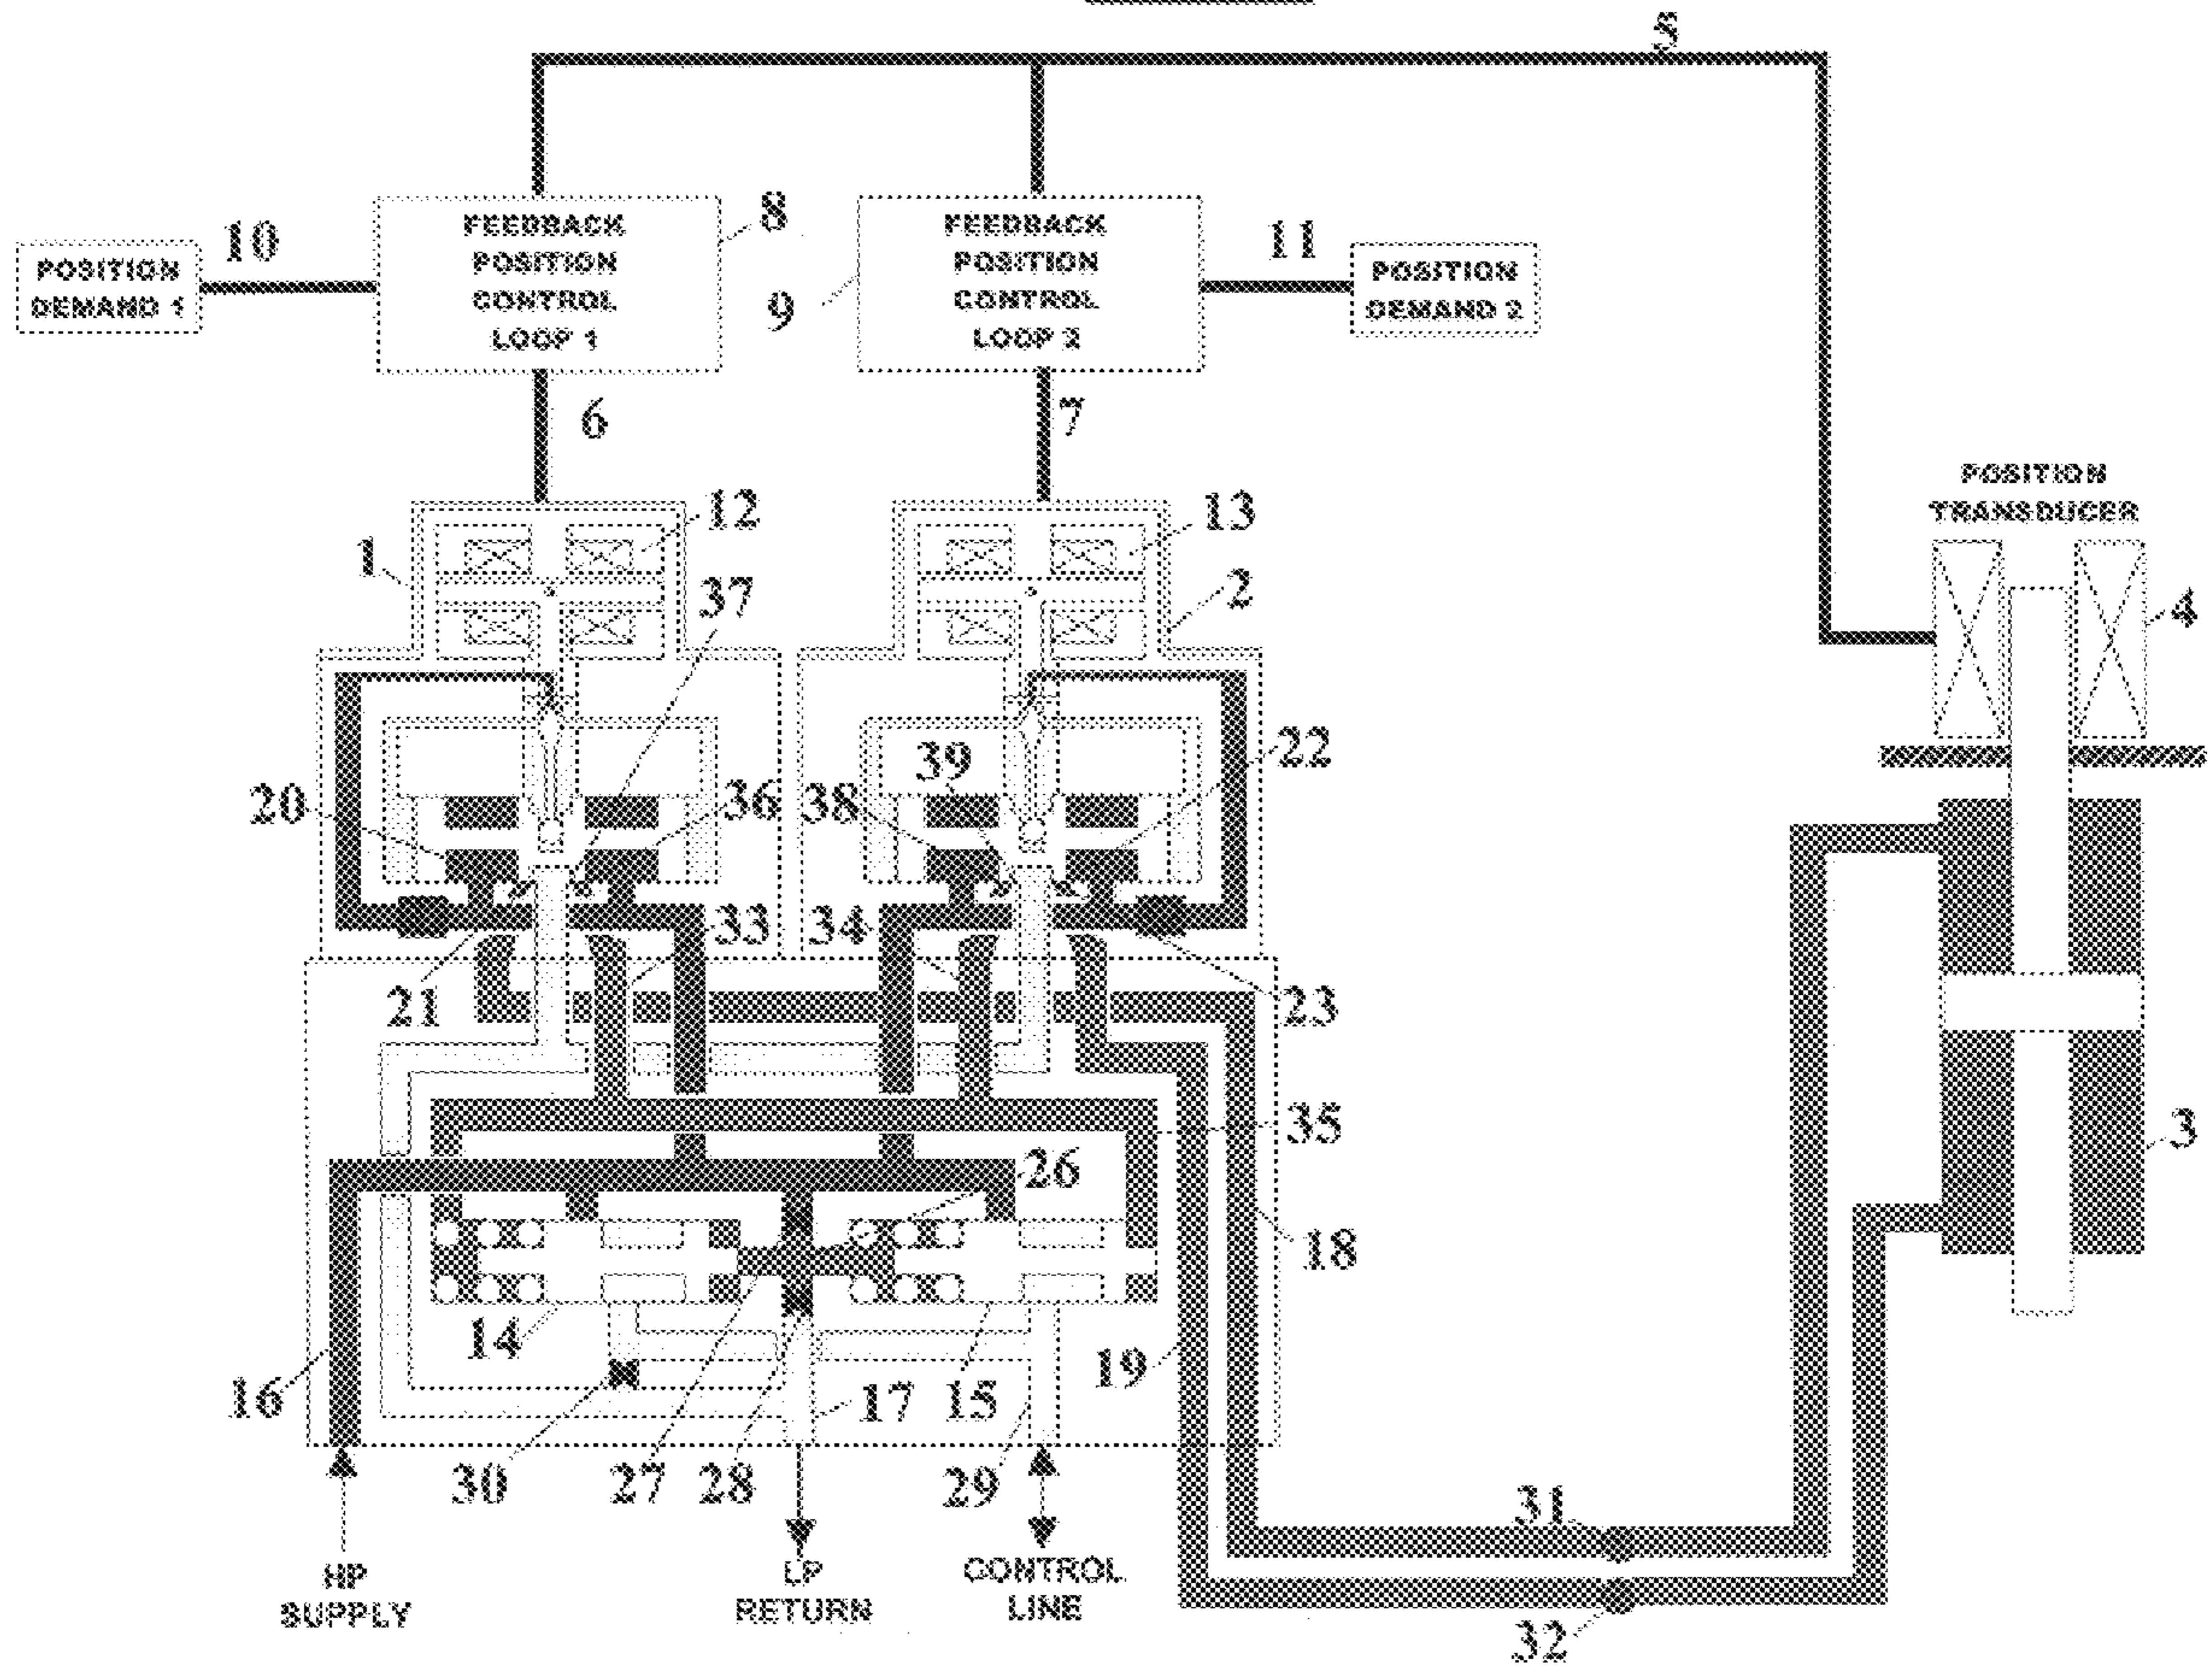 5
8
FEEDBACK
POSITION
CONTROL
LOOP 1
FEEDBACK
POSITION
CONTROL
LOOP 2
10
11
POSITION
DEMAND 1
9
POSITION
DEMAND 2
6
7
POSITION
TRANSDUCER
12
13
1
37
2
4
39
22
20
36
38
33
34
21
23
35
3
26
18
14
19
16
17
15
30
27
28
29
31
HP
SUPPLY
LP
RETURN
CONTROL
LINE
32